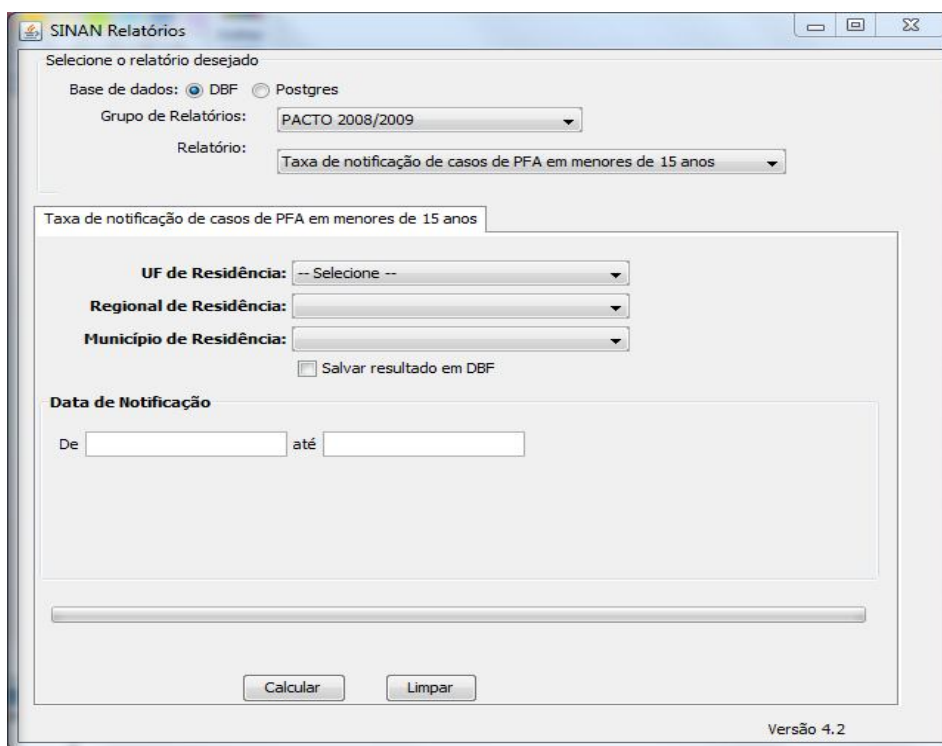 SINAN Relatórios
Selecione o relatório desejado
Base de dados: DBF Postgres
Grupo de Relatórios: PACTO 2008/2009
Relatório: Taxa de notificação de casos de PFA em menores de 15 anos
Taxa de notificação de casos de PFA em menores de 15 anos
UF de Residência: -- Selecione --
Regional de Residência:
Município de Residência:
Salvar resultado em DBF
Data de Notificação
De até
Calcular Limpar
Versão 4.2